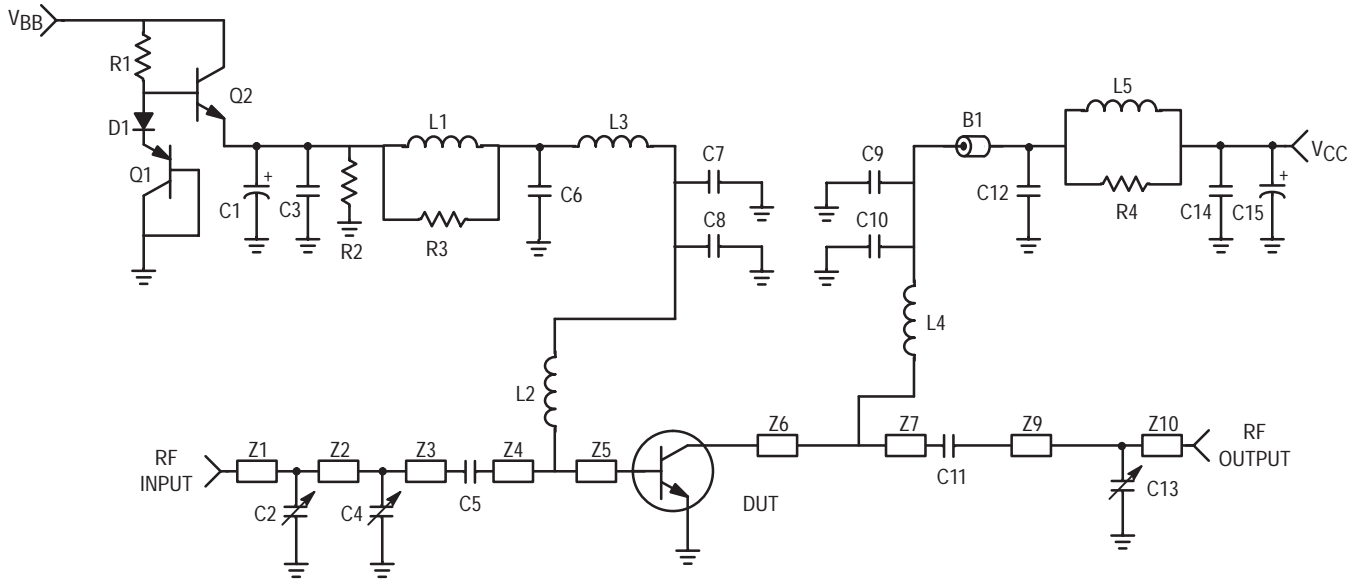 VBB
R1
Q2
D1
Q1
C1
+
C3
R2
L1
R3
C6
L3
C7
C8
C9
C10
B1
C12
L5
R4
C14
C15
+
VCC
L4
L2
RF
INPUT
Z1
C2
Z2
C4
Z3
C5
Z4
Z5
DUT
Z6
Z7
C11
Z9
Z10
C13
RF
OUTPUT